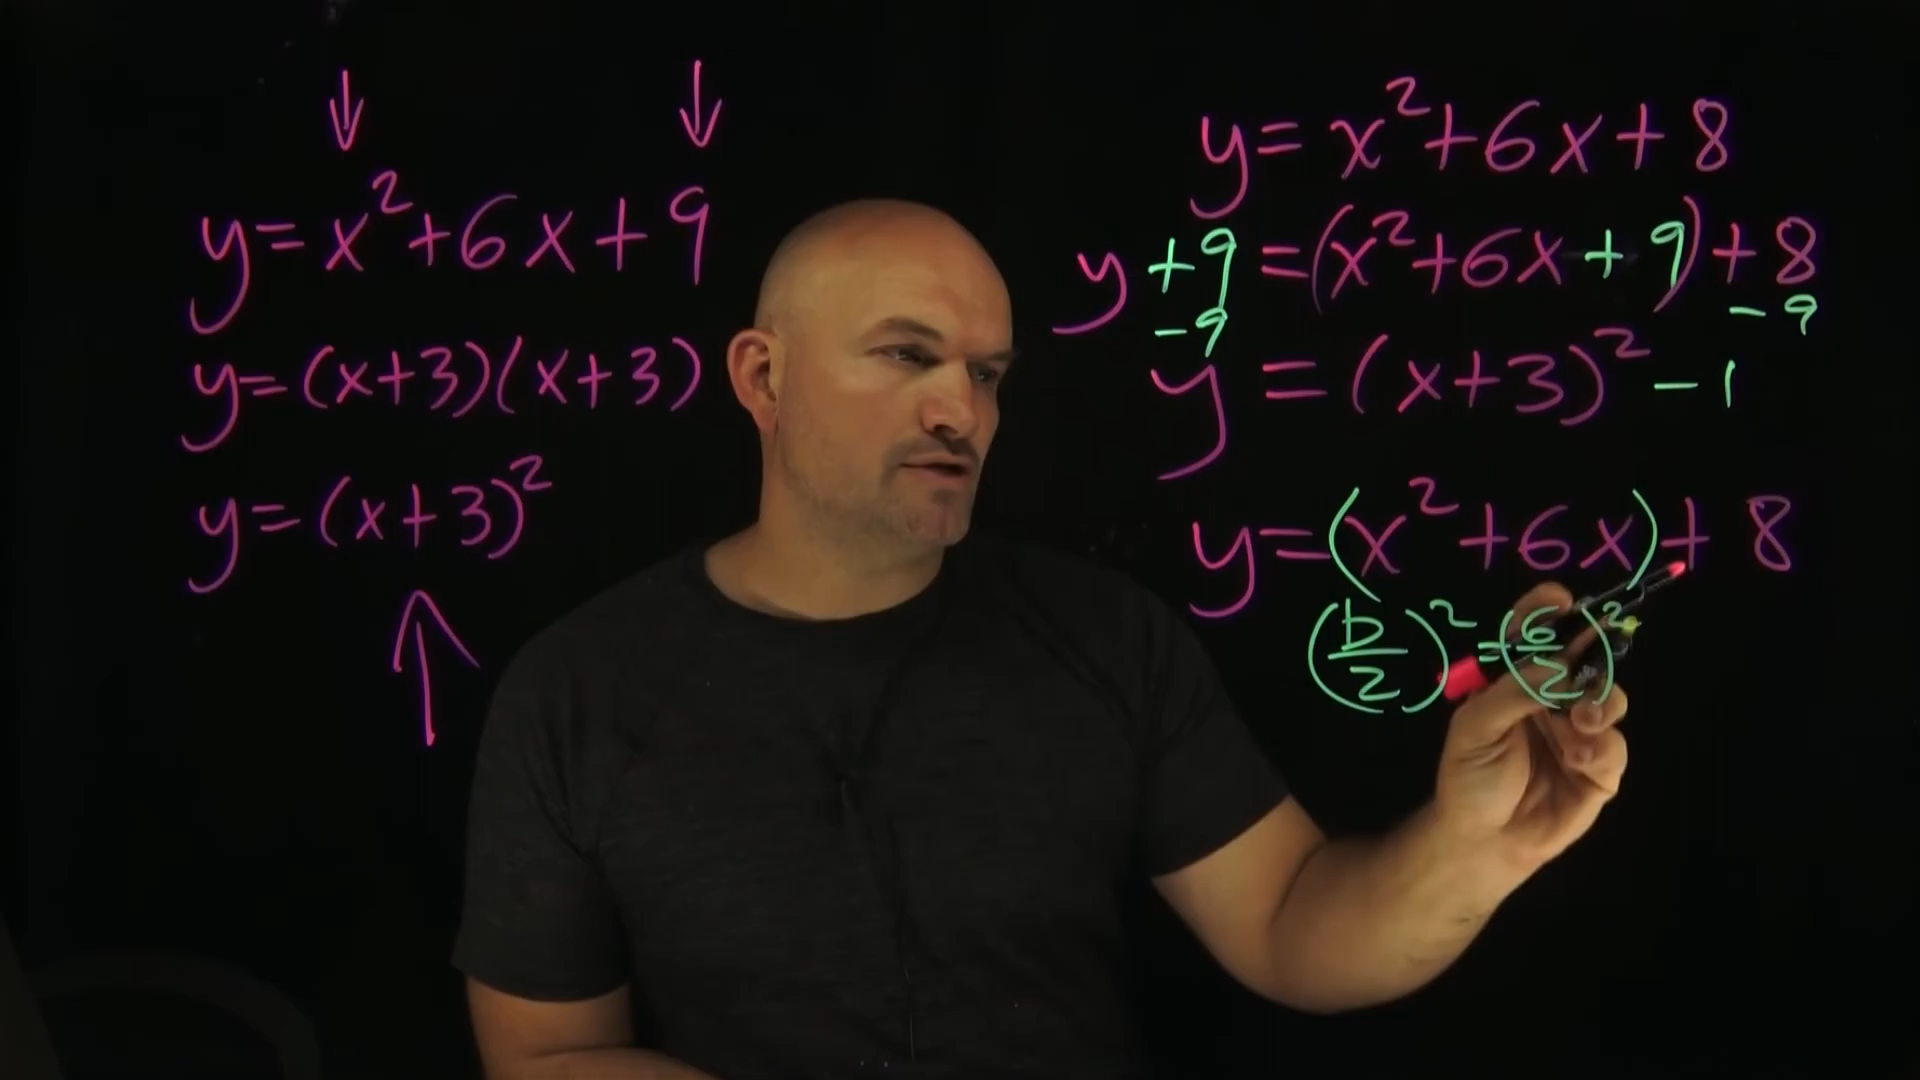 y=x²+6x+9
y=(x+3)(x+3)
y=(x+3)²
y=x²+6x+8
y+9=(x²+6x+9)+8
-9 -9
y=(x+3)²-1
y=(x²+6x)+8
(b/2)²=(6/2)²